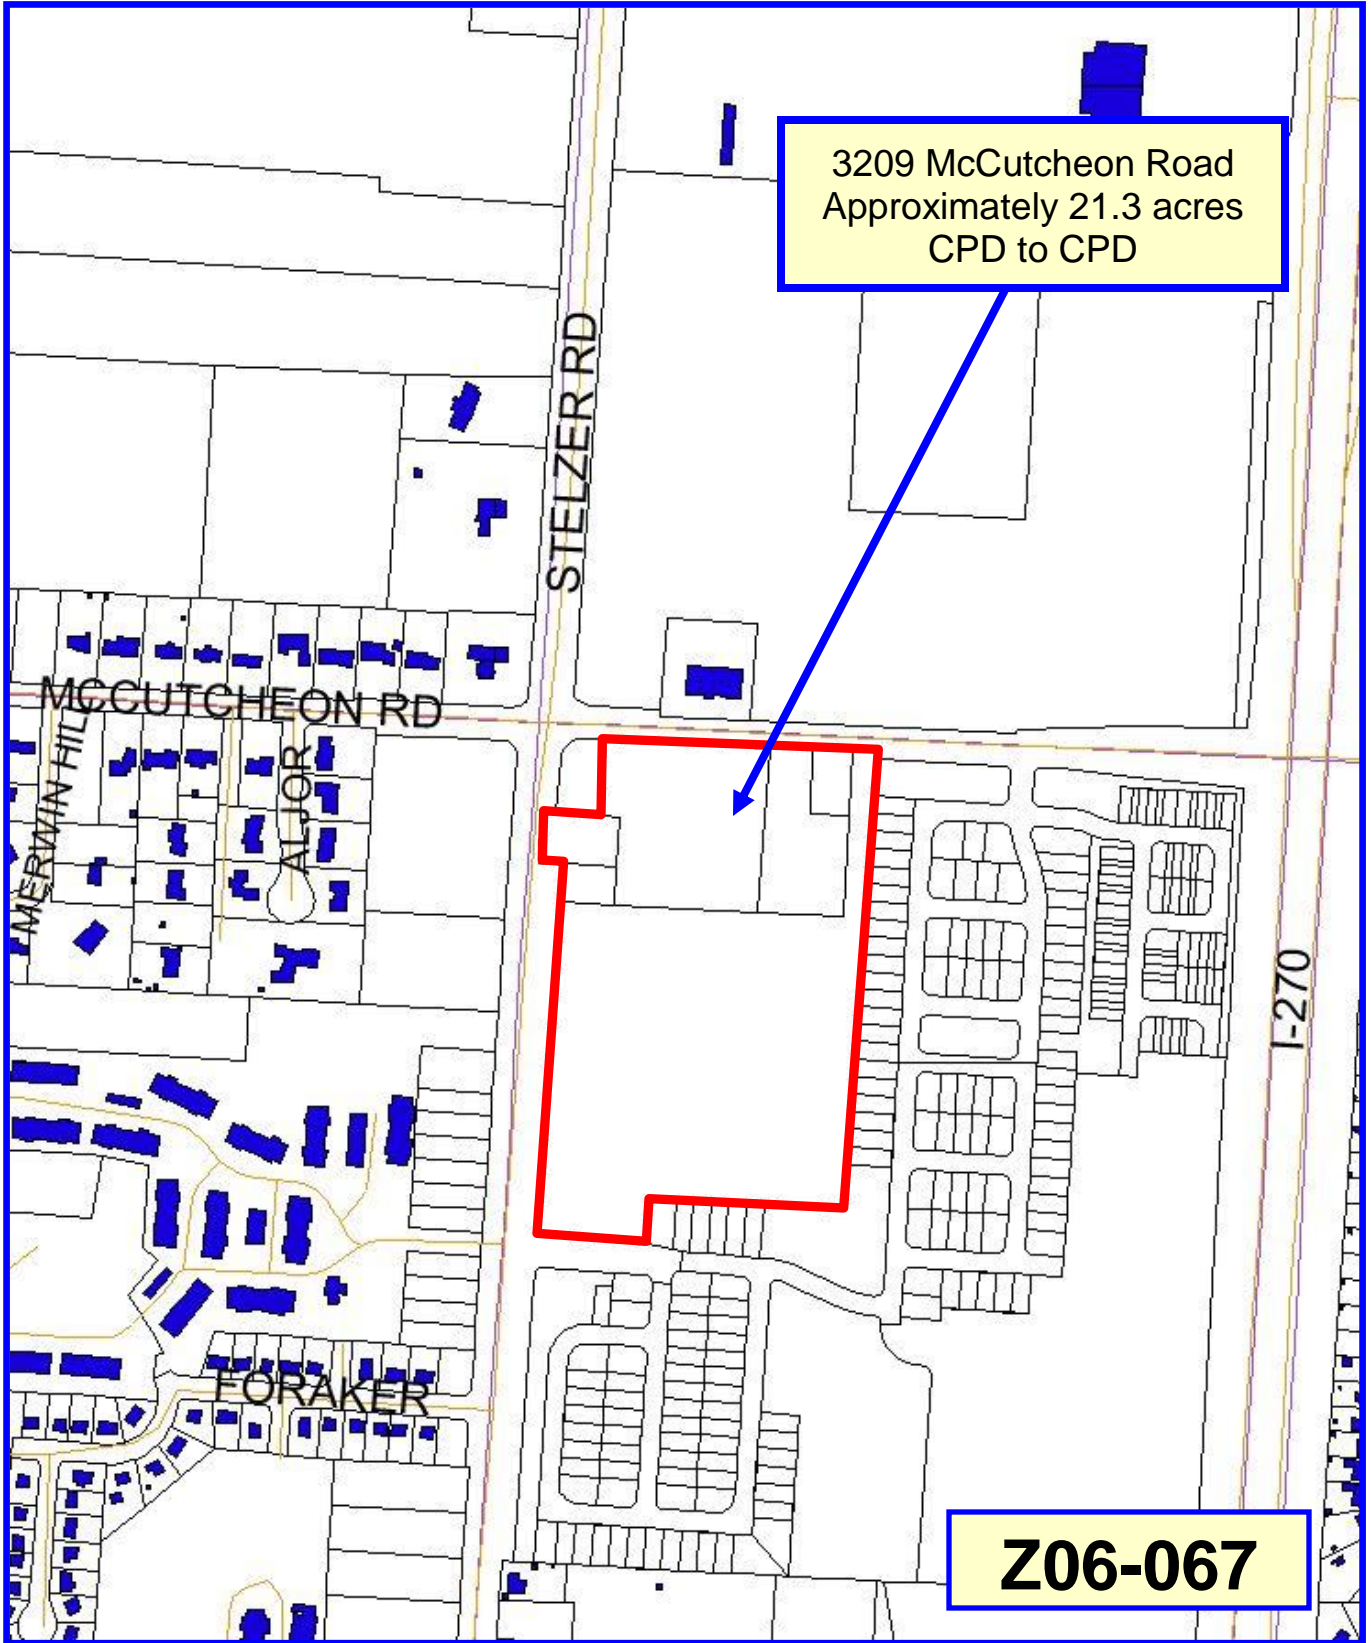 3209 McCutcheon Road
Approximately 21.3 acres
CPD to CPD
STELZER RD
MCCUTCHEON RD
MERWIN HILL
ALJOR
I-270
FORAKER
Z06-067